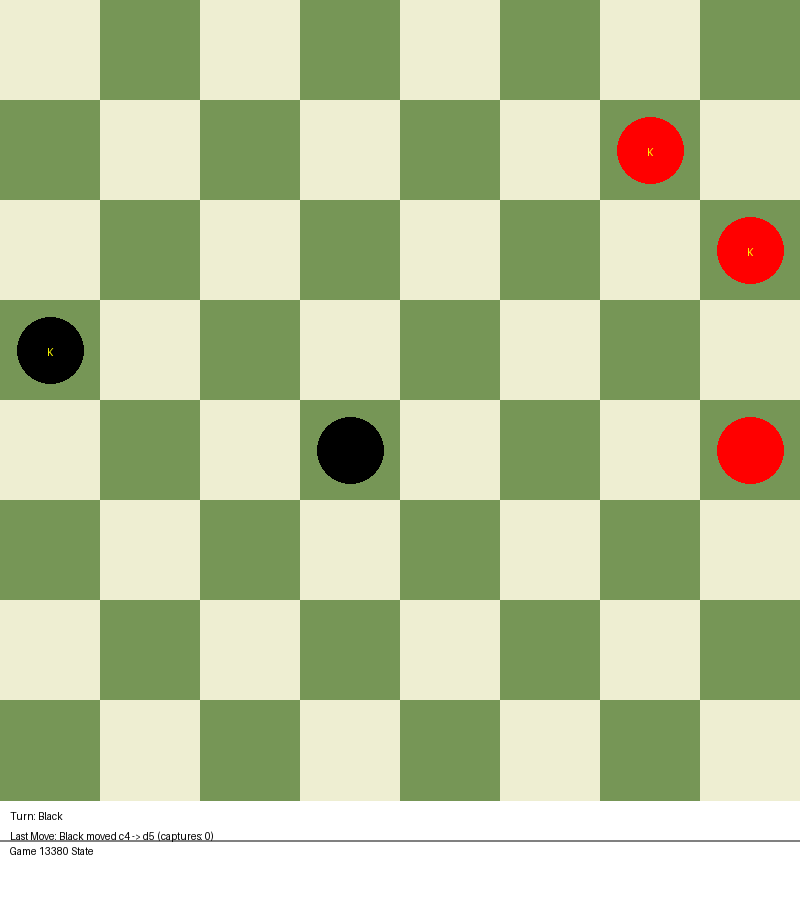 K
K
K
Turn: Black
Last Move: Black moved c4 -> d5 (captures: 0)
Game 13380 State